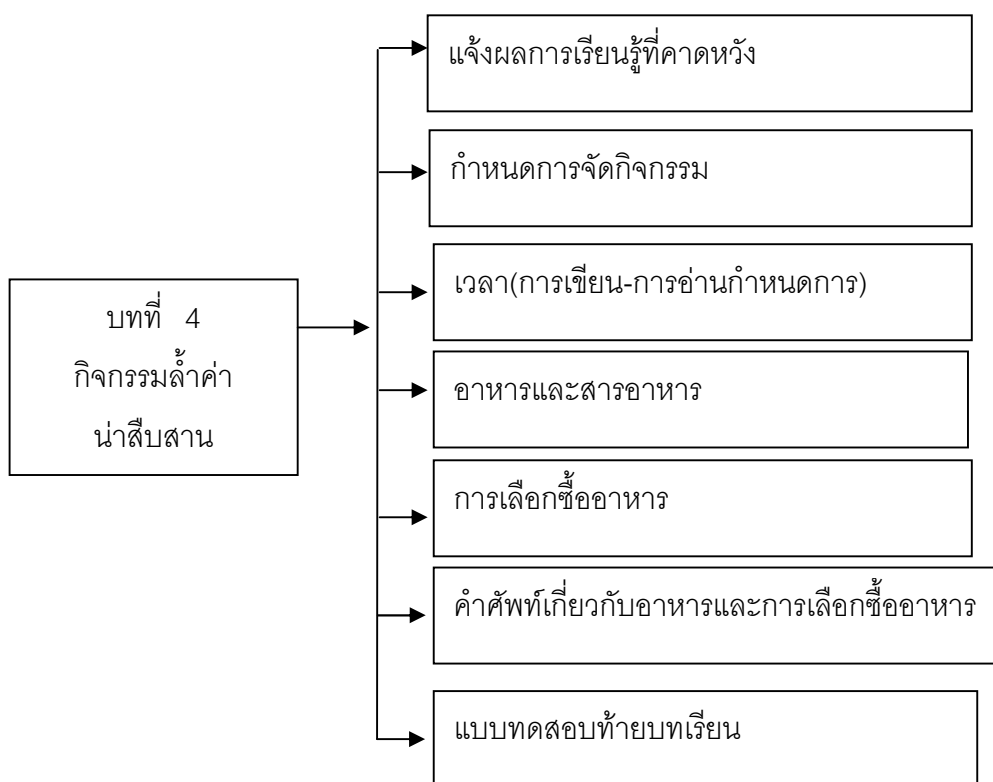 แจ้งผลการเรียนรู้ที่คาดหวัง
กำหนดการจัดกิจกรรม
เวลา(การเขียน-การอ่านกำหนดการ)
บทที่ 4
กิจกรรมล้ำค่า
น่าสืบสาน
อาหารและสารอาหาร
การเลือกซื้ออาหาร
คำศัพท์เกี่ยวกับอาหารและการเลือกซื้ออาหาร
แบบทดสอบท้ายบทเรียน